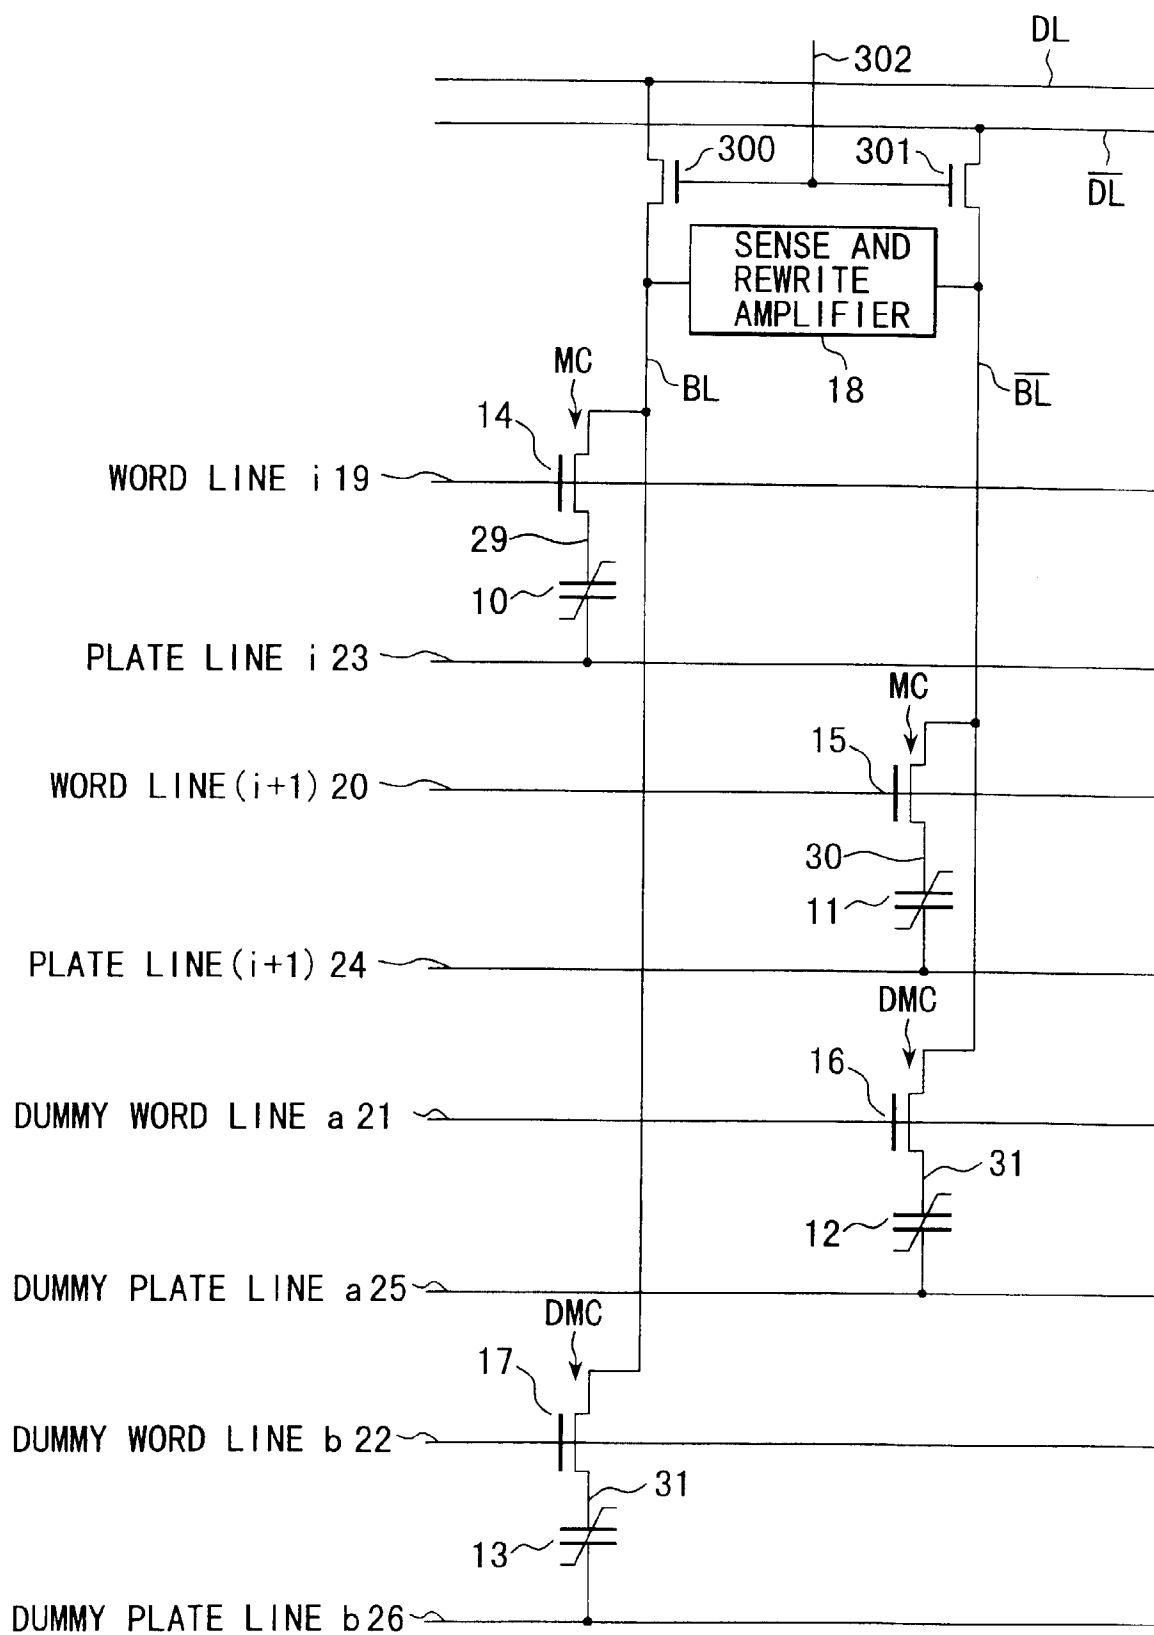 DL
302
300
301
D̅L̅
SENSE AND
REWRITE
AMPLIFIER
MC
BL
18
B̅L̅
14
WORD LINE i 19
29
10
PLATE LINE i 23
MC
15
WORD LINE(i+1) 20
30
11
PLATE LINE(i+1) 24
DMC
16
DUMMY WORD LINE a 21
31
12
DUMMY PLATE LINE a 25
DMC
17
DUMMY WORD LINE b 22
31
13
DUMMY PLATE LINE b 26